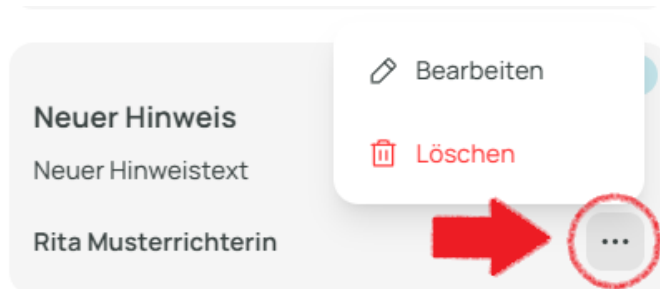 Bearbeiten
Neuer Hinweis
Löschen
Neuer Hinweistext
Rita Musterrichterin